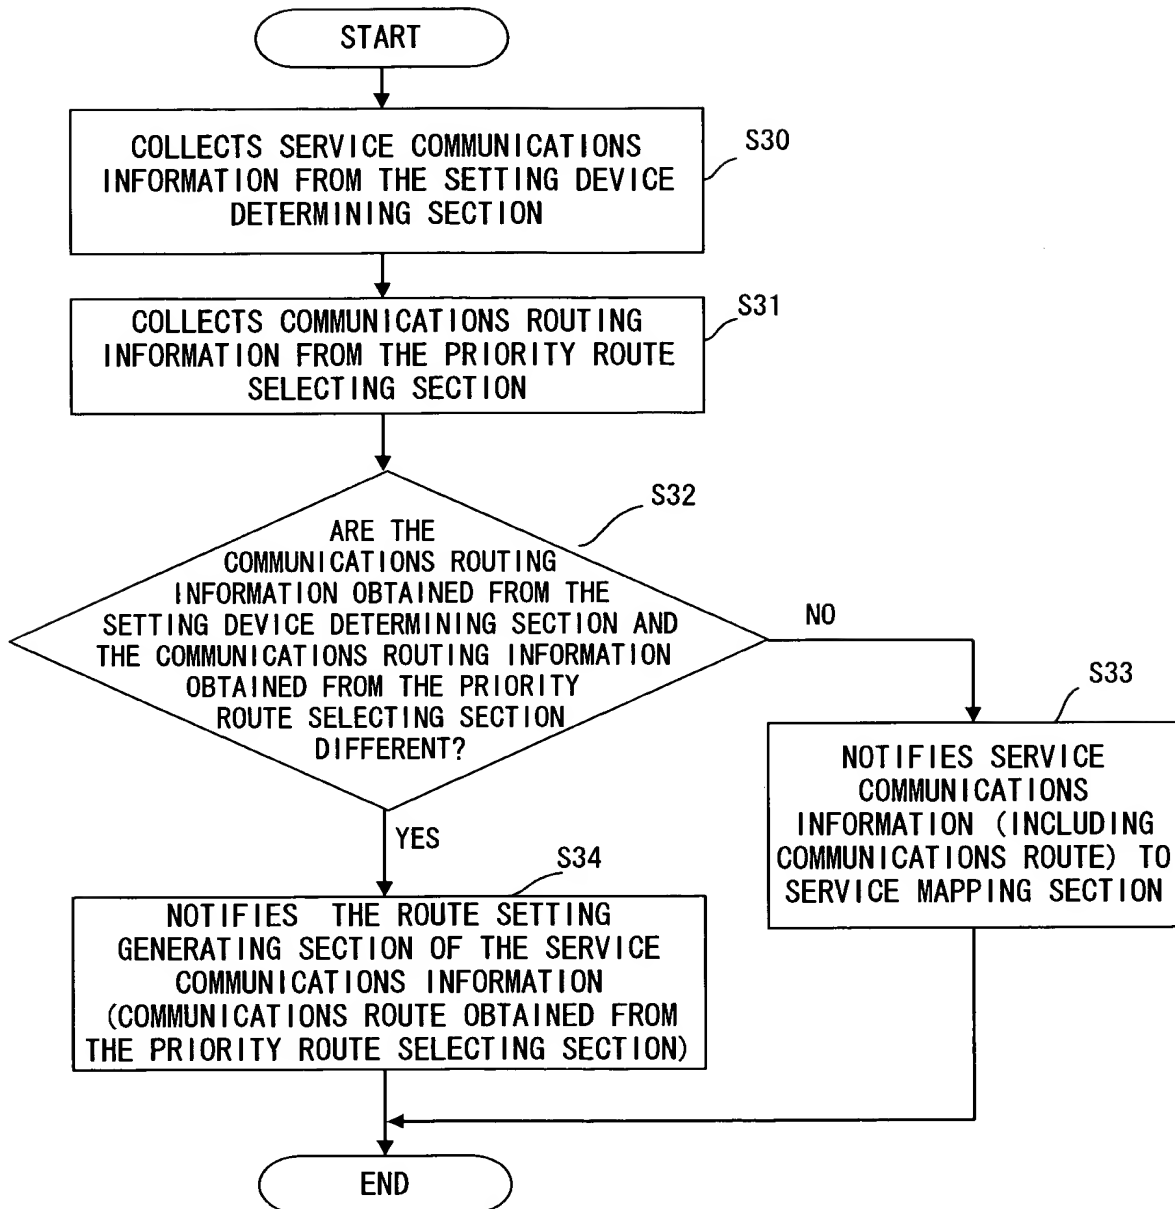 START
COLLECTS SERVICE COMMUNICATIONS
INFORMATION FROM THE SETTING DEVICE
DETERMINING SECTION
S30
COLLECTS COMMUNICATIONS ROUTING
INFORMATION FROM THE PRIORITY ROUTE
SELECTING SECTION
S31
ARE THE
COMMUNICATIONS ROUTING
INFORMATION OBTAINED FROM THE
SETTING DEVICE DETERMINING SECTION AND
THE COMMUNICATIONS ROUTING INFORMATION
OBTAINED FROM THE PRIORITY
ROUTE SELECTING SECTION
DIFFERENT?
S32
NO
S33
NOTIFIES SERVICE
COMMUNICATIONS
INFORMATION (INCLUDING
COMMUNICATIONS ROUTE) TO
SERVICE MAPPING SECTION
YES
S34
NOTIFIES THE ROUTE SETTING
GENERATING SECTION OF THE SERVICE
COMMUNICATIONS INFORMATION
(COMMUNICATIONS ROUTE OBTAINED FROM
THE PRIORITY ROUTE SELECTING SECTION)
END